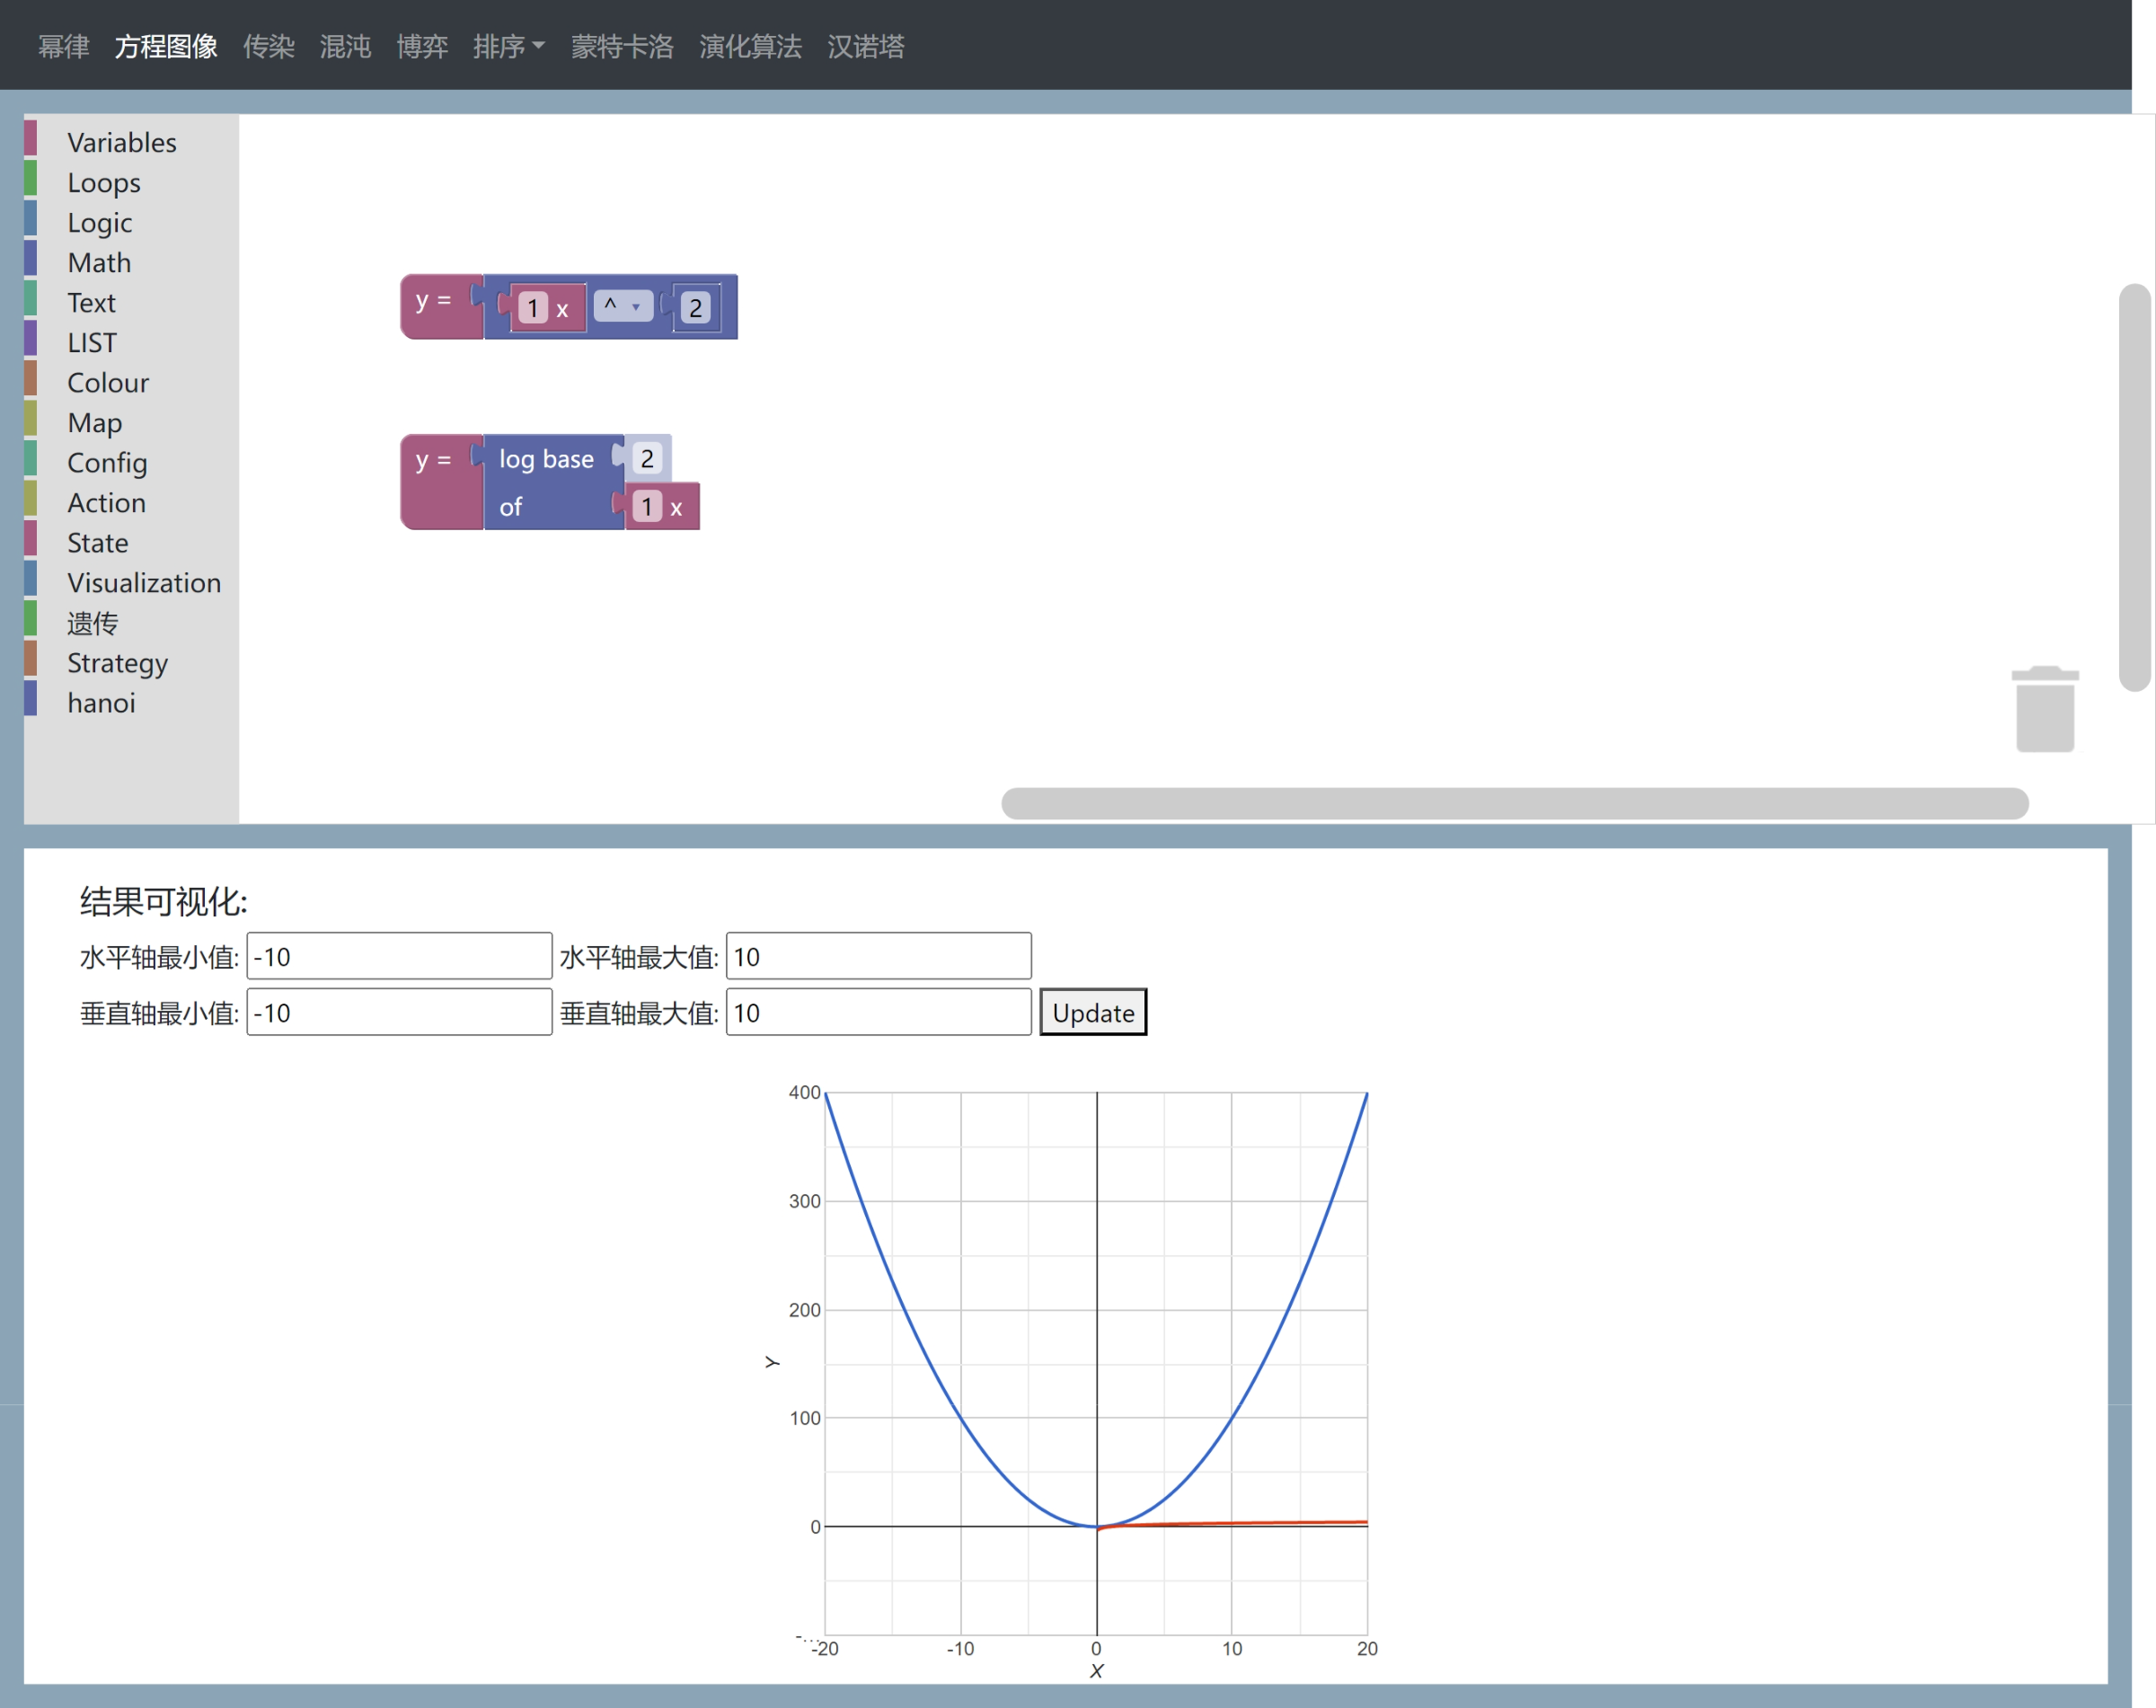 幂律 方程图像 传染 混沌 博弈 排序 蒙特卡洛 演化算法 汉诺塔
Variables
Loops
Logic
Math
Text
LIST
Colour
Map
Config
Action
State
Visualization
遗传
Strategy
hanoi
y = 1 x ^ 2
y = log base 2
of 1 x
结果可视化:
水平轴最小值: -10 水平轴最大值: 10
垂直轴最小值: -10 垂直轴最大值: 10 Update
400
300
200
100
0
-...
Y
-20 -10 0 10 20
X